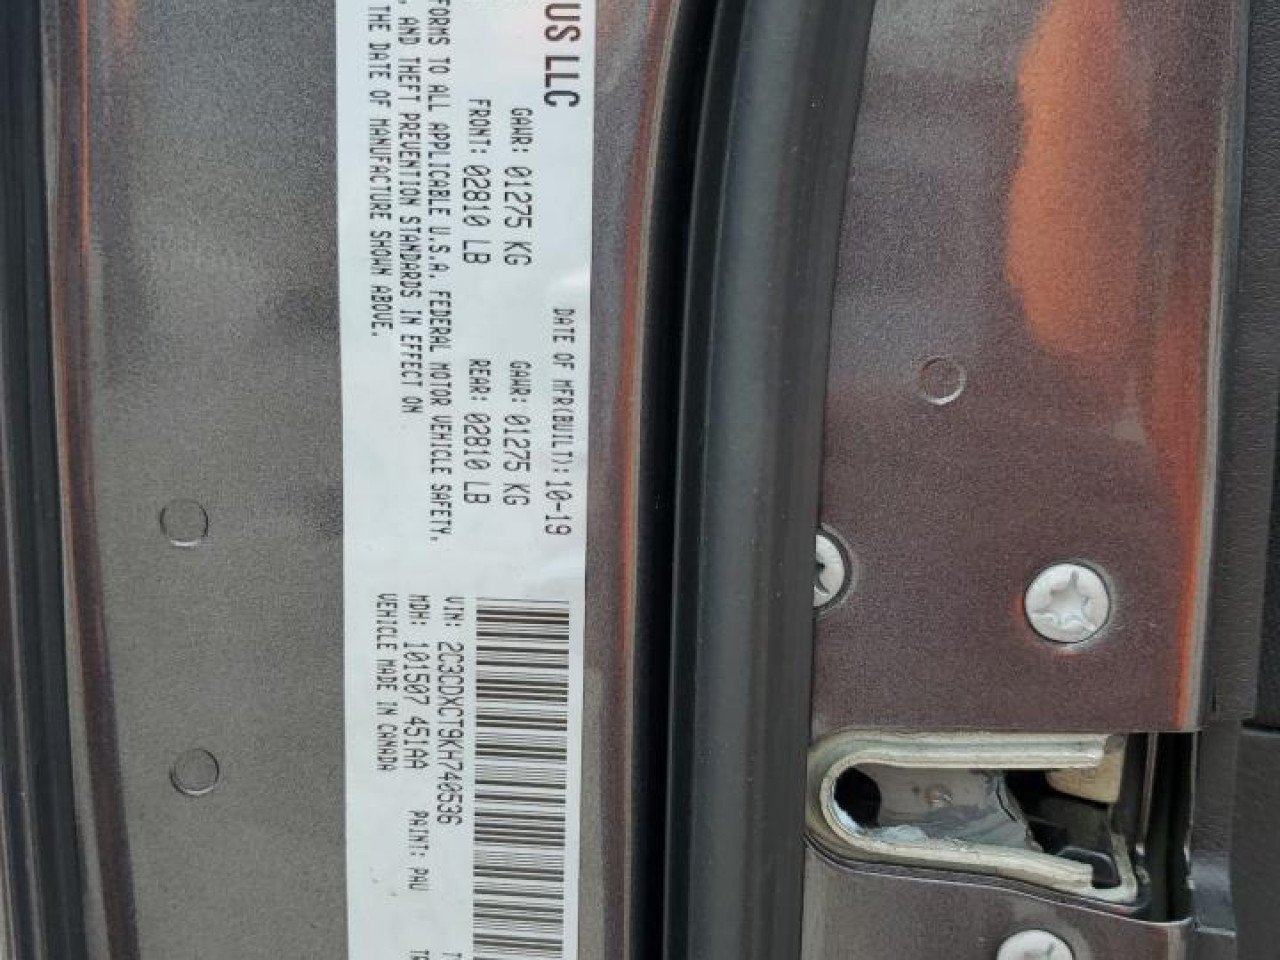 US LLC
DATE OF MFR(BUILT): 10-19
GAWR: 01275 KG GAWR: 01275 KG
FRONT: 02810 LB REAR: 02810 LB
FORMS TO ALL APPLICABLE U.S.A. FEDERAL MOTOR VEHICLE SAFETY,
, AND THEFT PREVENTION STANDARDS IN EFFECT ON
THE DATE OF MANUFACTURE SHOWN ABOVE.
VIN: 2C3CDXCT9KH740536
MDH: 101507 451AA PAINT: PAU
VEHICLE MADE IN CANADA